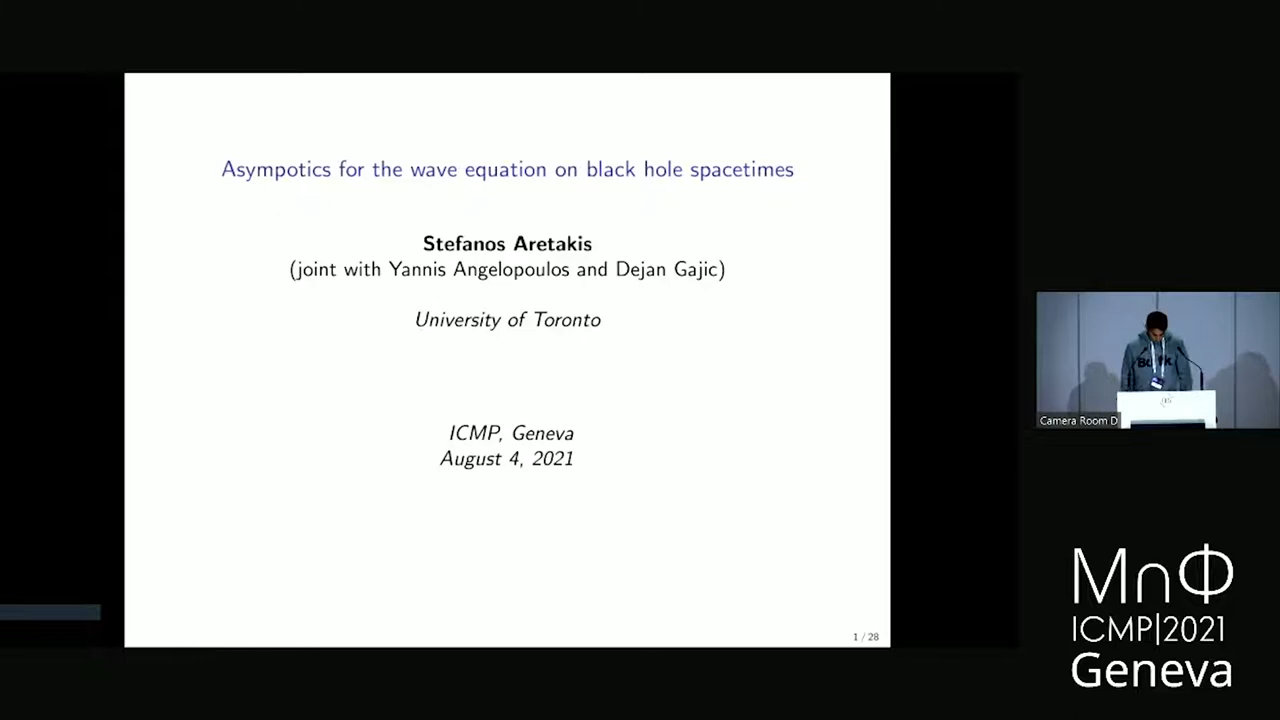 Asympotics for the wave equation on black hole spacetimes
Stefanos Aretakis
(joint with Yannis Angelopoulos and Dejan Gajic)
University of Toronto
ICMP, Geneva
August 4, 2021
1 / 28
Camera Room D
ICMP|2021
Geneva